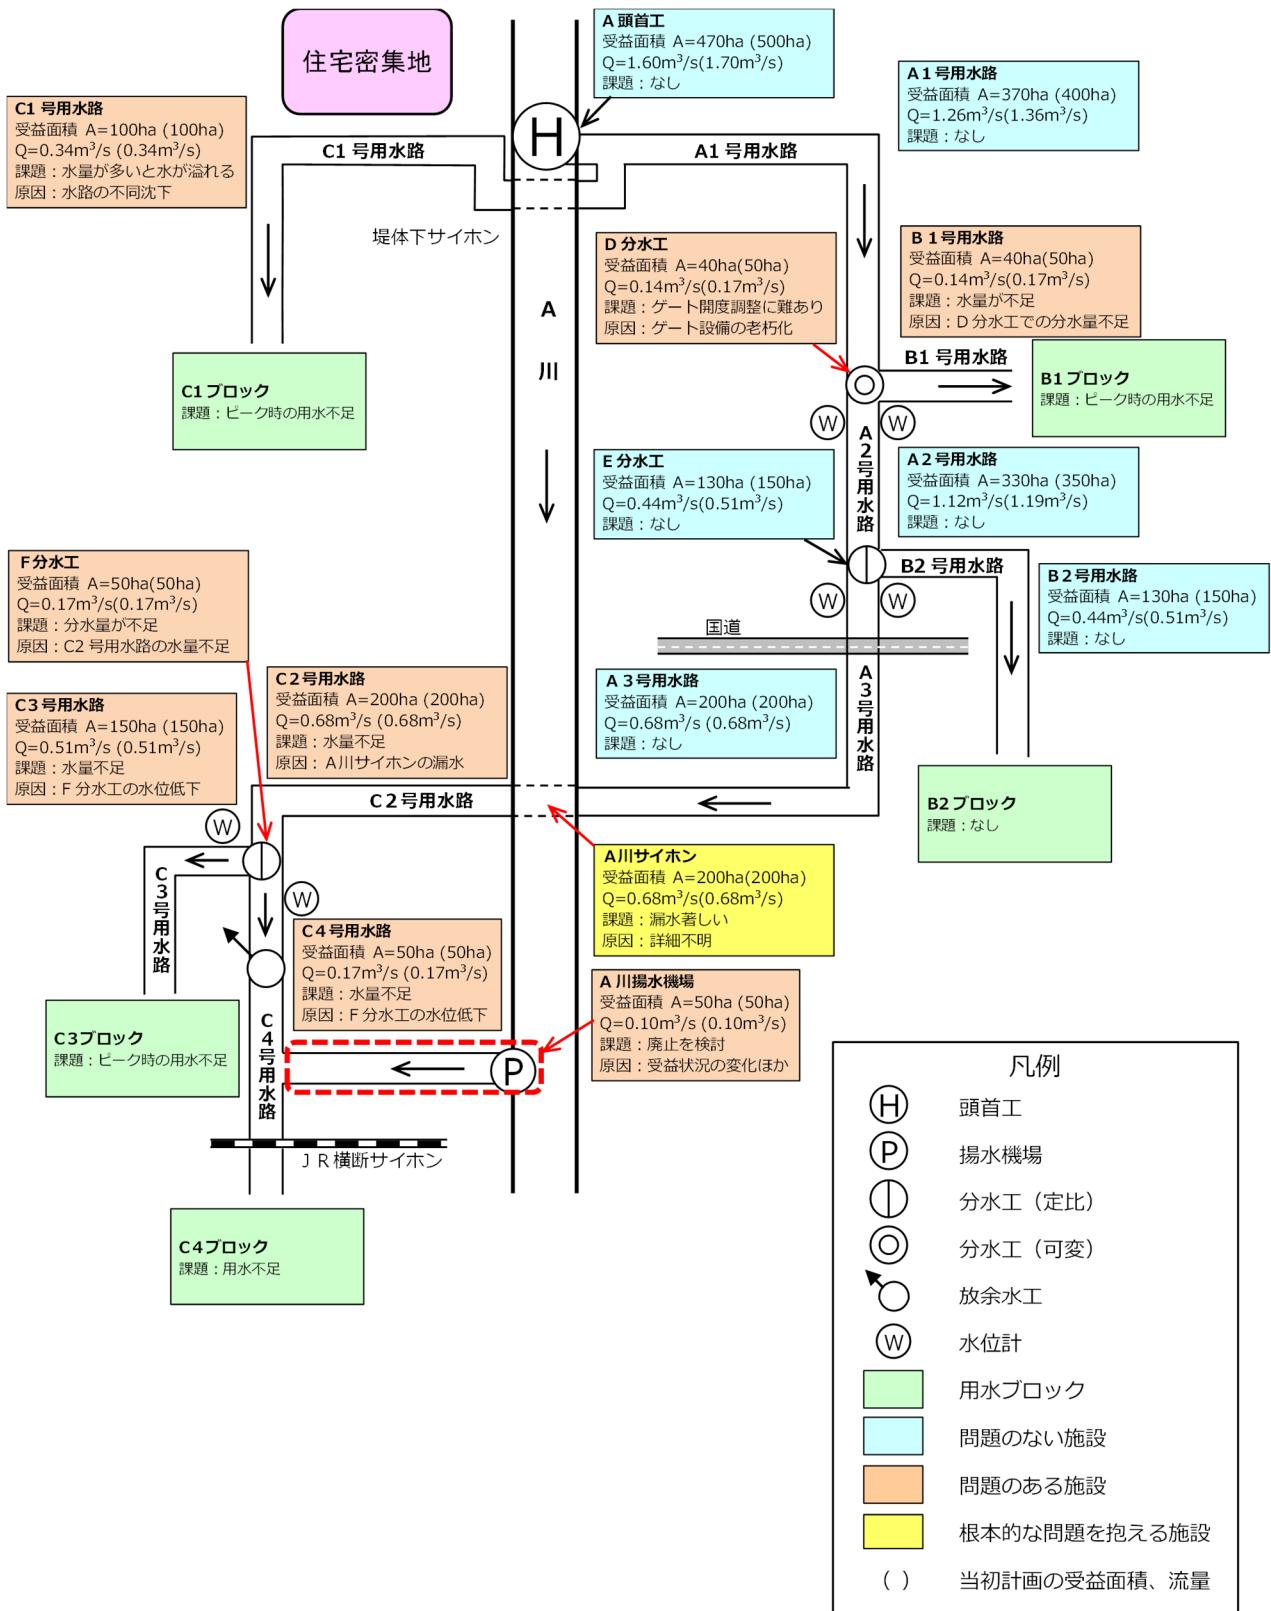 住宅密集地
A 頭首工
受益面積 A=470ha (500ha)
Q=1.60m³/s(1.70m³/s)
課題：なし
A1号用水路
受益面積 A=370ha (400ha)
Q=1.26m³/s(1.36m³/s)
課題：なし
C1 号用水路
受益面積 A=100ha (100ha)
Q=0.34m³/s (0.34m³/s)
課題：水量が多いと水が溢れる
原因：水路の不同沈下
H
C1 号用水路
A1 号用水路
堤体下サイホン
D 分水工
受益面積 A=40ha(50ha)
Q=0.14m³/s(0.17m³/s)
課題：ゲート開度調整に難あり
原因：ゲート設備の老朽化
B 1号用水路
受益面積 A=40ha(50ha)
Q=0.14m³/s(0.17m³/s)
課題：水量が不足
原因：D 分水工での分水量不足
A
川
B1 号用水路
C1ブロック
課題：ピーク時の用水不足
B1ブロック
課題：ピーク時の用水不足
W
W
A2号用水路
E 分水工
受益面積 A=130ha (150ha)
Q=0.44m³/s(0.51m³/s)
課題：なし
A2号用水路
受益面積 A=330ha (350ha)
Q=1.12m³/s(1.19m³/s)
課題：なし
F分水工
受益面積 A=50ha(50ha)
Q=0.17m³/s(0.17m³/s)
課題：分水量が不足
原因：C2 号用水路の水量不足
B2 号用水路
B2号用水路
受益面積 A=130ha (150ha)
Q=0.44m³/s(0.51m³/s)
課題：なし
W
W
国道
C2号用水路
受益面積 A=200ha (200ha)
Q=0.68m³/s (0.68m³/s)
課題：水量不足
原因：A川サイホンの漏水
A 3号用水路
受益面積 A=200ha (200ha)
Q=0.68m³/s (0.68m³/s)
課題：なし
A3号用水路
C3号用水路
受益面積 A=150ha (150ha)
Q=0.51m³/s (0.51m³/s)
課題：水量不足
原因：F分水工の水位低下
C2号用水路
B2ブロック
課題：なし
W
A川サイホン
受益面積 A=200ha(200ha)
Q=0.68m³/s(0.68m³/s)
課題：漏水著しい
原因：詳細不明
C3号用水路
W
C4号用水路
受益面積 A=50ha (50ha)
Q=0.17m³/s (0.17m³/s)
課題：水量不足
原因：F分水工の水位低下
A 川揚水機場
受益面積 A=50ha (50ha)
Q=0.10m³/s (0.10m³/s)
課題：廃止を検討
原因：受益状況の変化ほか
C3ブロック
課題：ピーク時の用水不足
C4号用水路
P
ＪＲ横断サイホン
C4ブロック
課題：用水不足
凡例
H 頭首工
P 揚水機場
分水工（定比）
分水工（可変）
放余水工
W 水位計
用水ブロック
問題のない施設
問題のある施設
根本的な問題を抱える施設
（ ） 当初計画の受益面積、流量